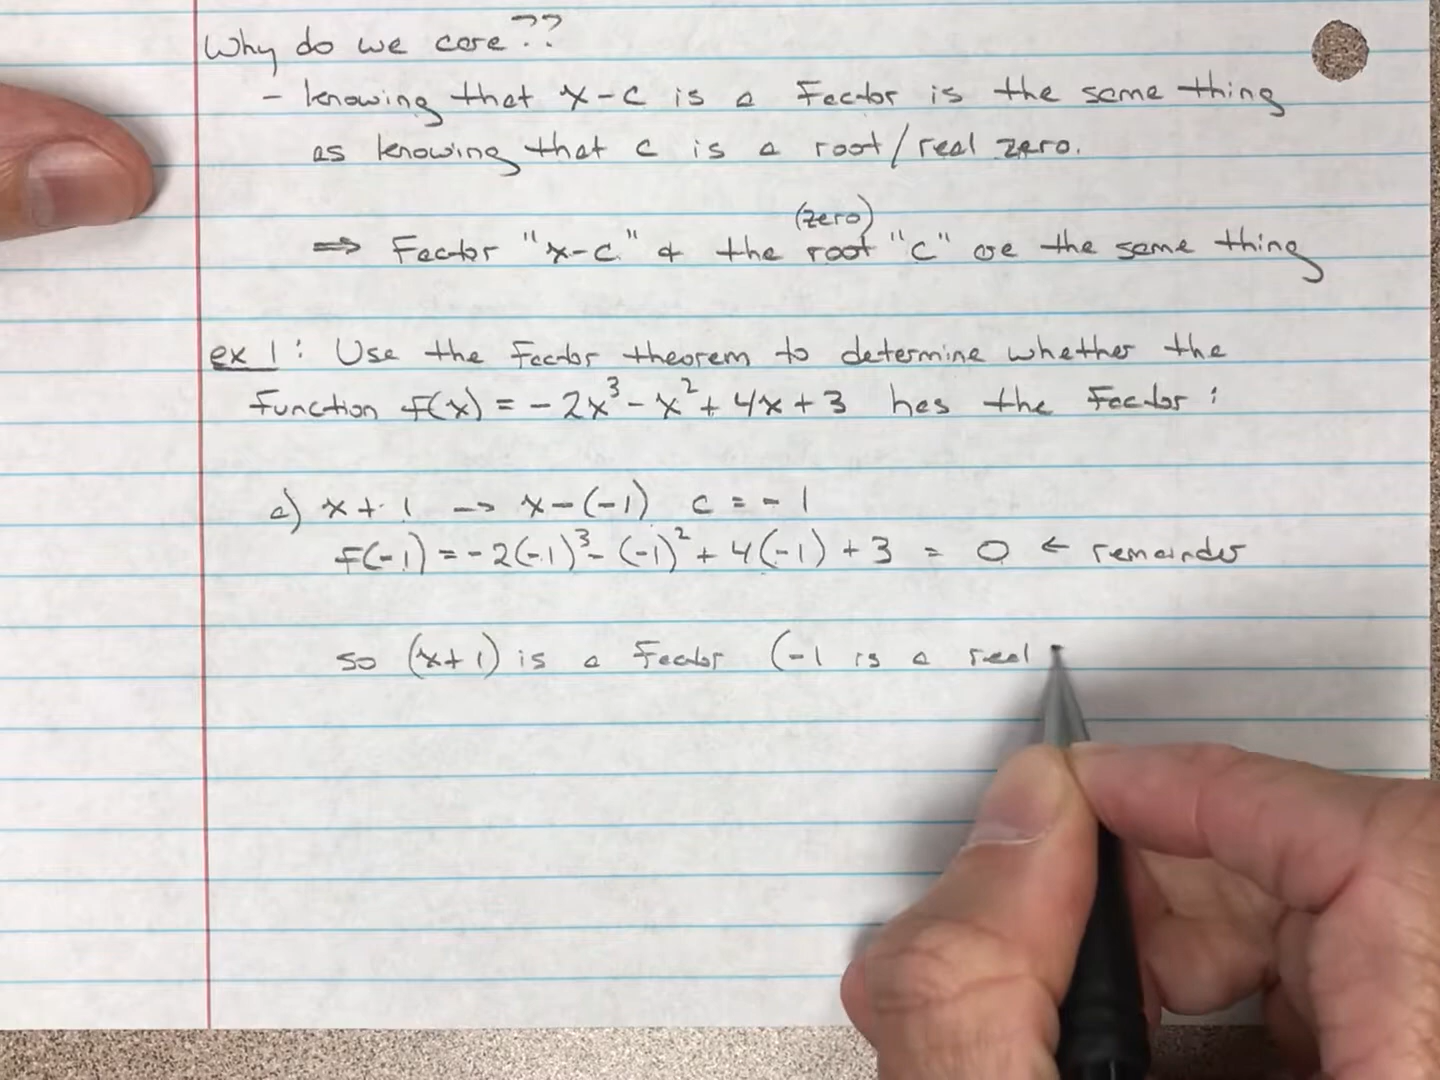 Why do we care??
- knowing that x-c is a factor is the same thing
as knowing that c is a root/real zero.
(zero)
⇒ Factor "x-c" & the root "c" are the same thing
ex 1: Use the factor theorem to determine whether the
function f(x) = -2x³ - x² + 4x + 3 has the factor:
a) x + 1 → x - (-1) c = -1
f(-1) = -2(-1)³ - (-1)² + 4(-1) + 3 = 0 ← remainder
so (x+1) is a factor (-1 is a real